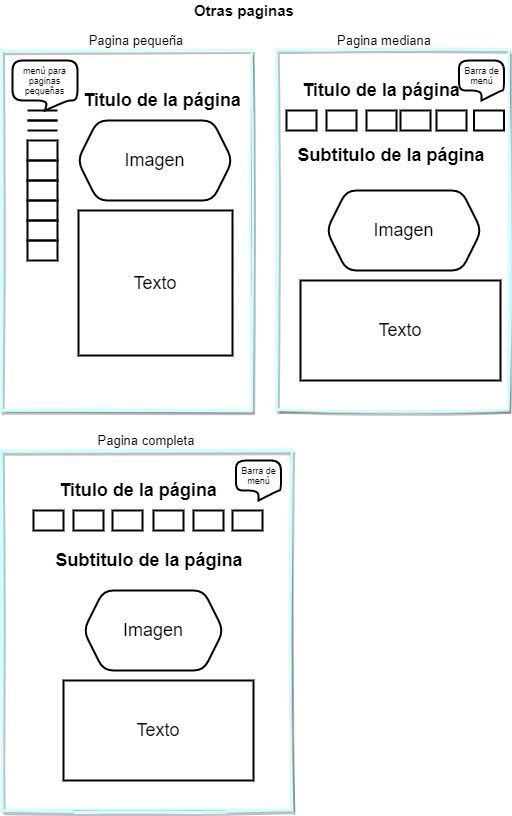 Otras paginas
Pagina pequeña
menú para
paginas
pequeñas
Titulo de la página
Imagen
Texto
Pagina mediana
Barra de
menú
Titulo de la página
Subtitulo de la página
Imagen
Texto
Pagina completa
Barra de
menú
Titulo de la página
Subtitulo de la página
Imagen
Texto